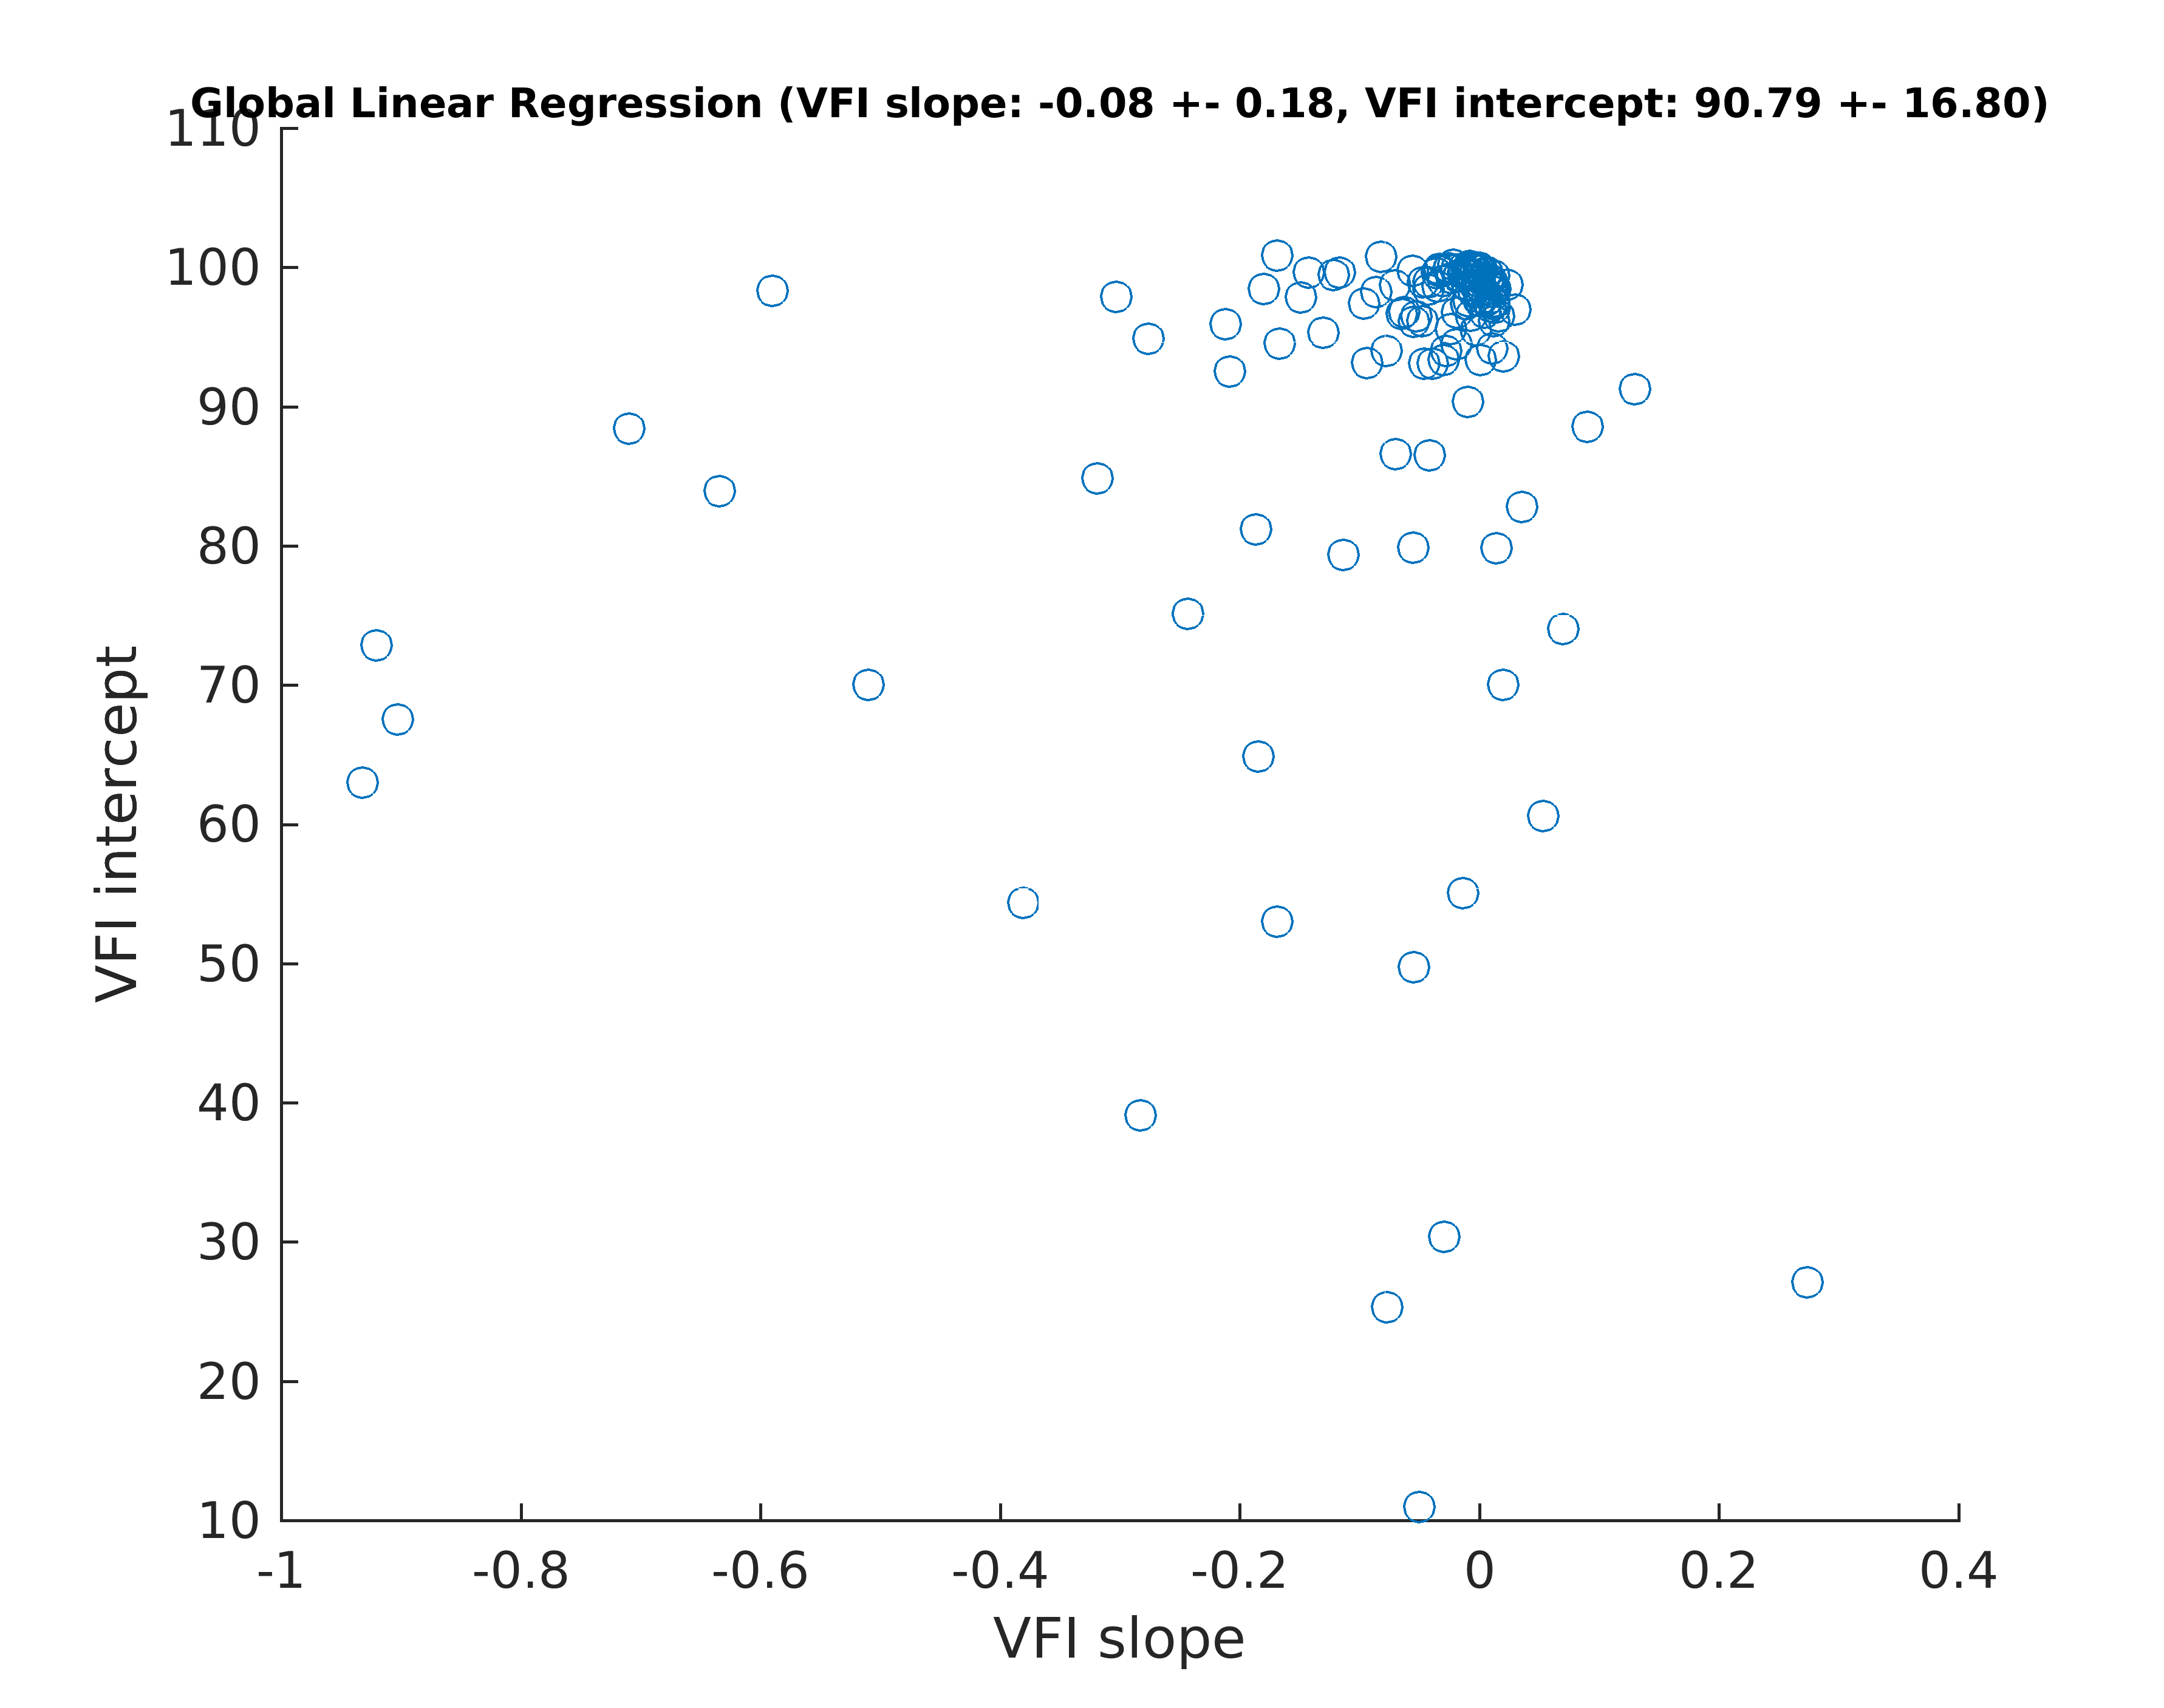 Global Linear Regression (VFI slope: -0.08 +- 0.18, VFI intercept: 90.79 +- 16.80)
110
100
90
80
70
60
50
40
30
20
10
VFI intercept
-1 -0.8 -0.6 -0.4 -0.2 0 0.2 0.4
VFI slope